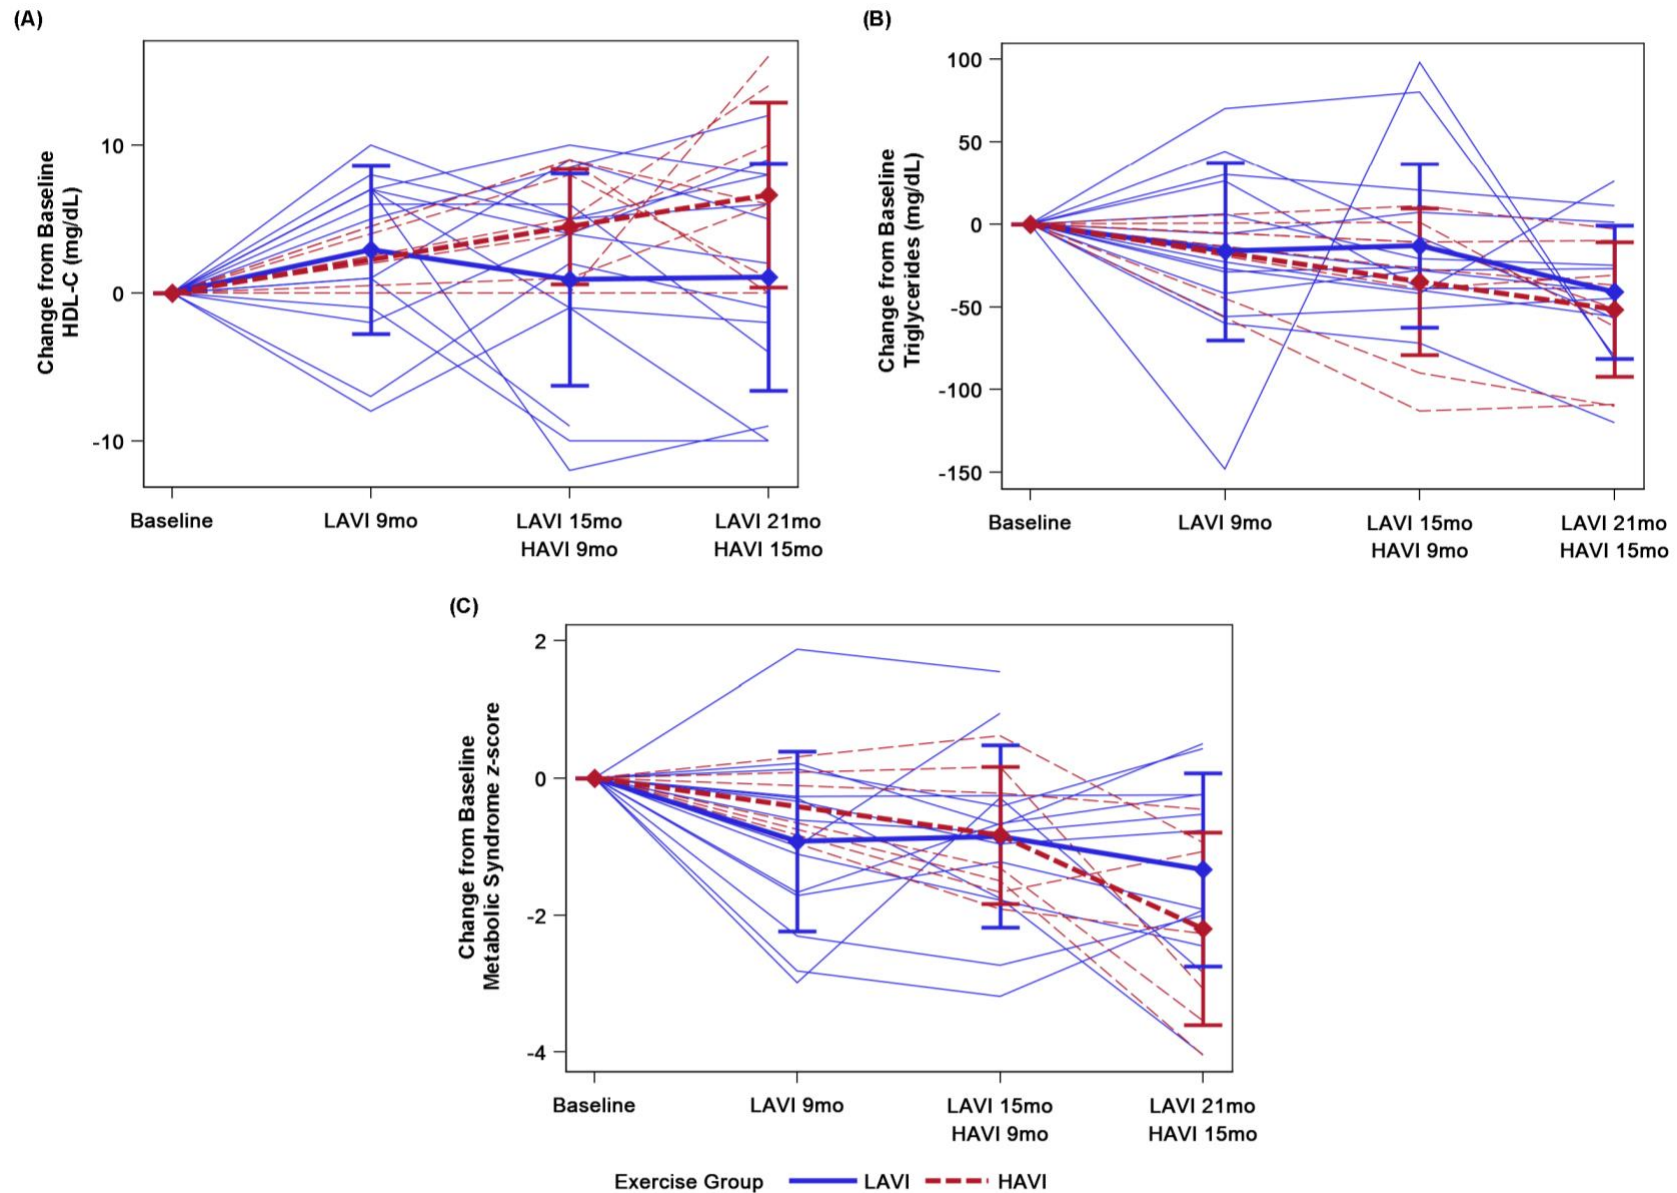 (A)
Change from Baseline
HDL-C (mg/dL)
10
0
-10
Baseline
LAVI 9mo
LAVI 15mo
HAVI 9mo
LAVI 21mo
HAVI 15mo
(B)
Change from Baseline
Triglycerides (mg/dL)
100
50
0
-50
-100
-150
Baseline
LAVI 9mo
LAVI 15mo
HAVI 9mo
LAVI 21mo
HAVI 15mo
(C)
Change from Baseline
Metabolic Syndrome z-score
2
0
-2
-4
Baseline
LAVI 9mo
LAVI 15mo
HAVI 9mo
LAVI 21mo
HAVI 15mo
Exercise Group LAVI HAVI